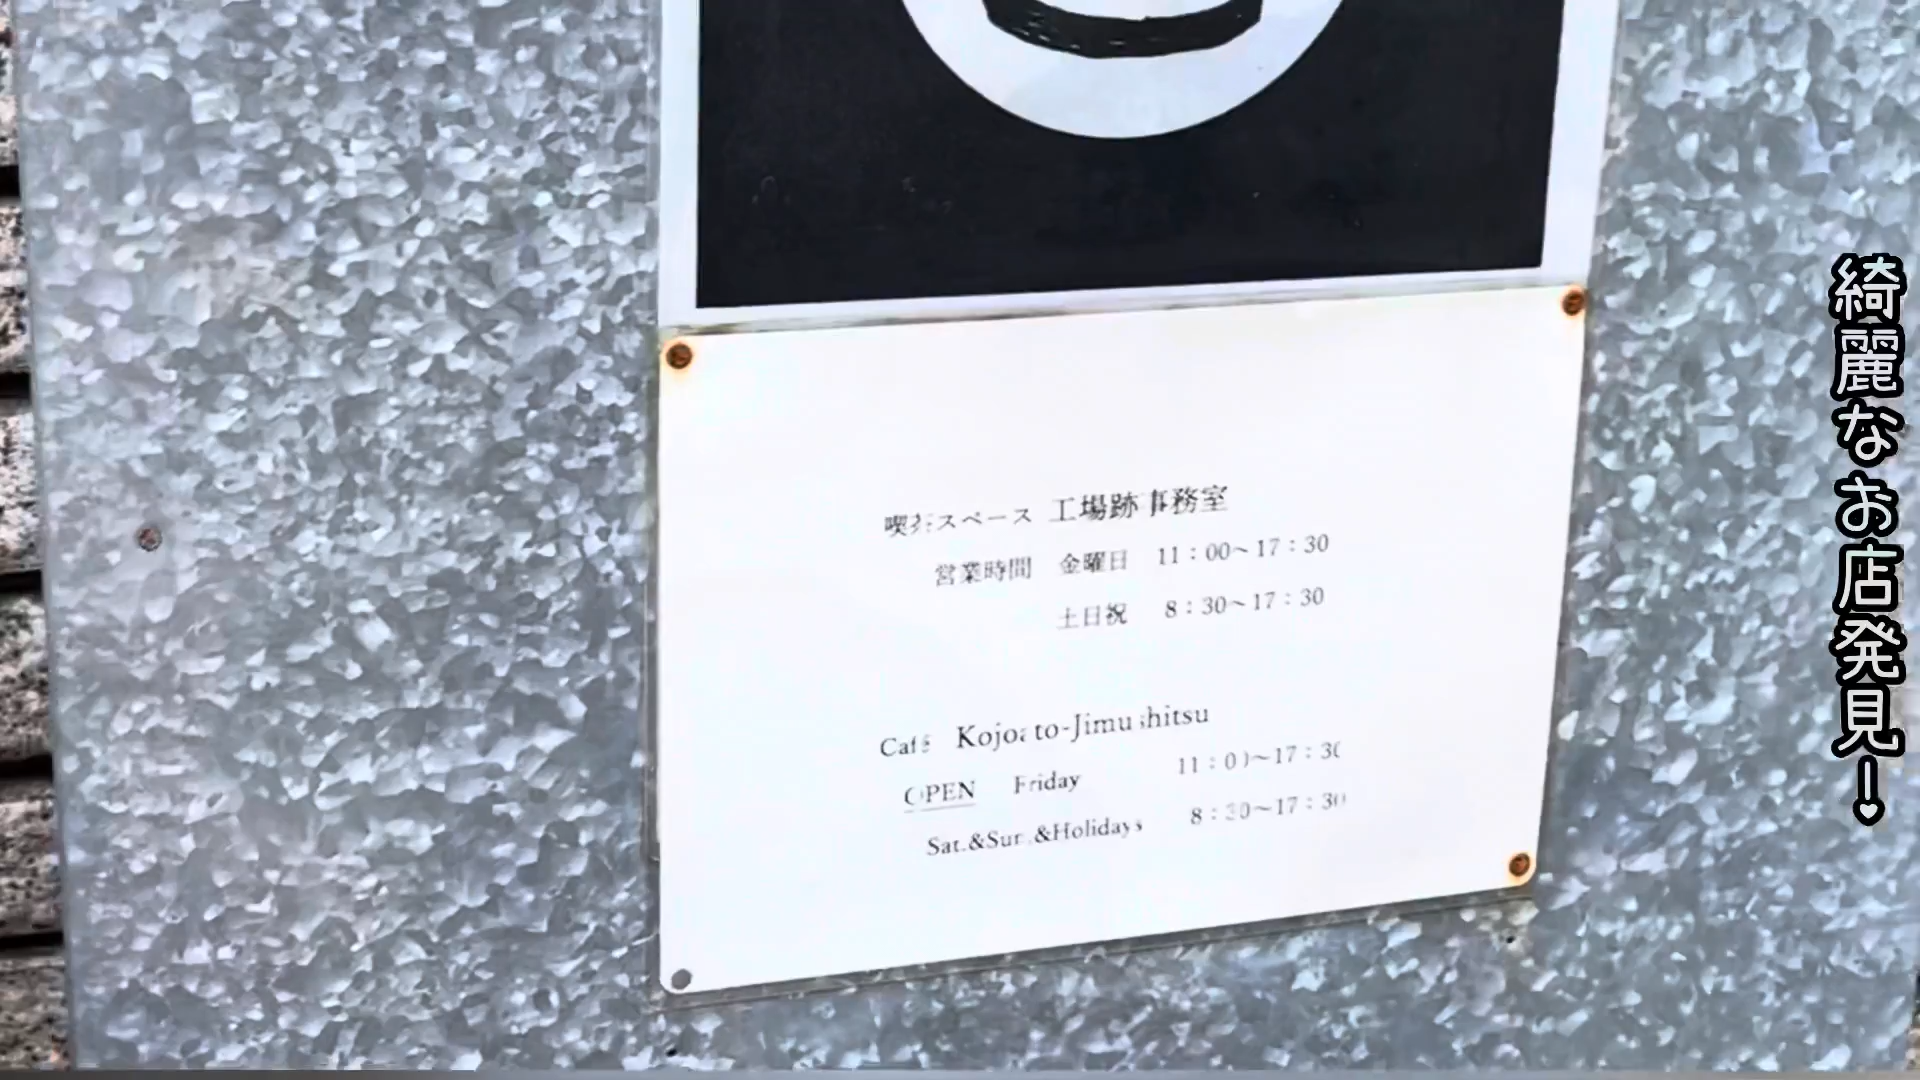 喫茶スペース 工場跡事務室
営業時間 金曜日 11：00〜17：30
土日祝 8：30〜17：30
Café Kojoato-Jimushitsu
OPEN Friday 11：00〜17：30
Sat.&Sun.&Holidays 8：30〜17：30
綺麗なお店発見！